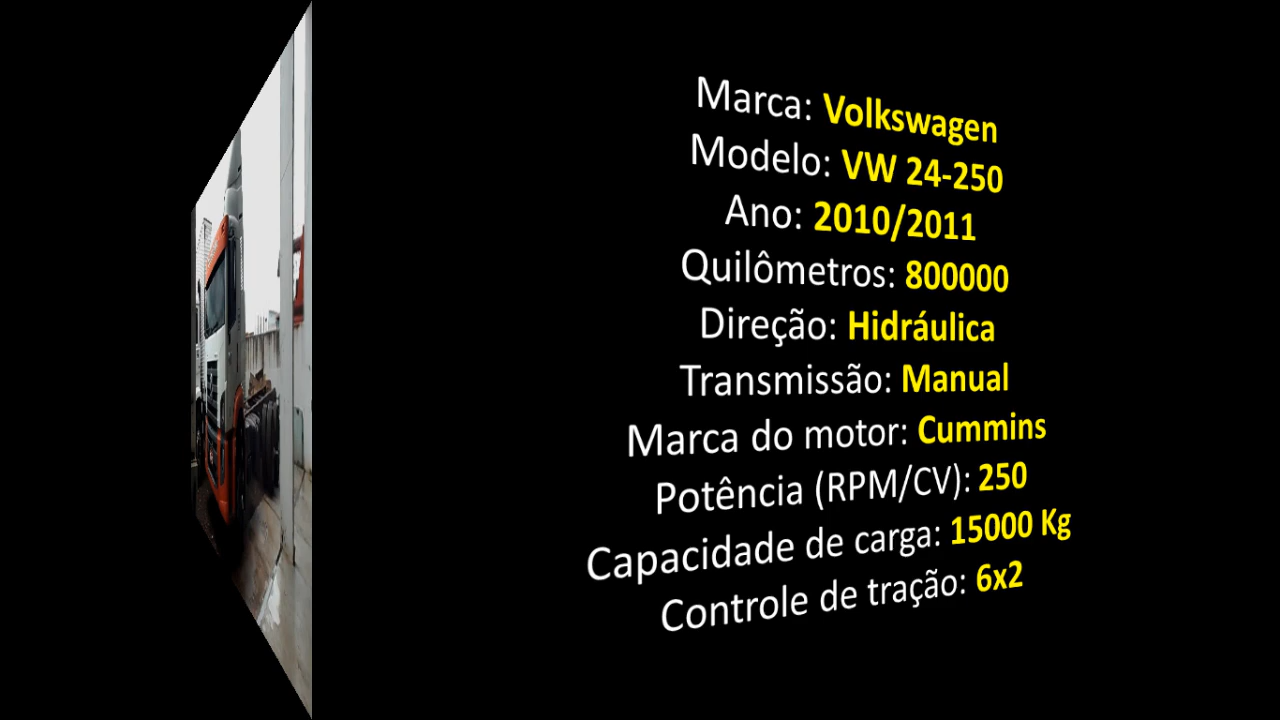 Marca: Volkswagen
Modelo: VW 24-250
Ano: 2010/2011
Quilômetros: 800000
Direção: Hidráulica
Transmissão: Manual
Marca do motor: Cummins
Potência (RPM/CV): 250
Capacidade de carga: 15000 Kg
Controle de tração: 6x2